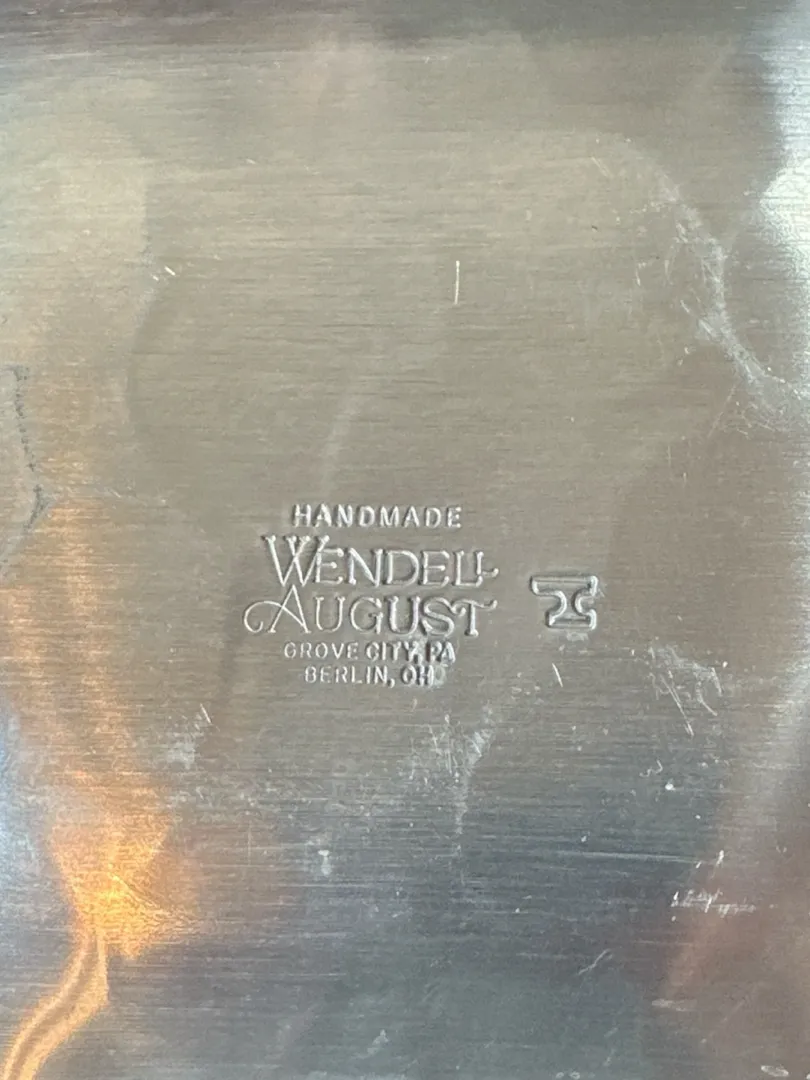 HANDMADE
WENDELL
AUGUST
GROVE CITY, PA
BERLIN, OH